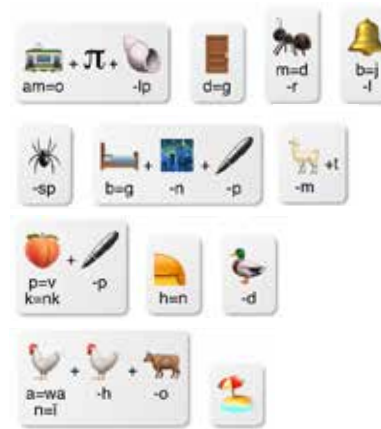 + π + + t
am=o -lp d=g m=d b=j
-r -l
+ + +t
-sp b=g -n -p -m
+
p=v -p h=n -d
k=nk
+ +
a=wa -h -o
n=l